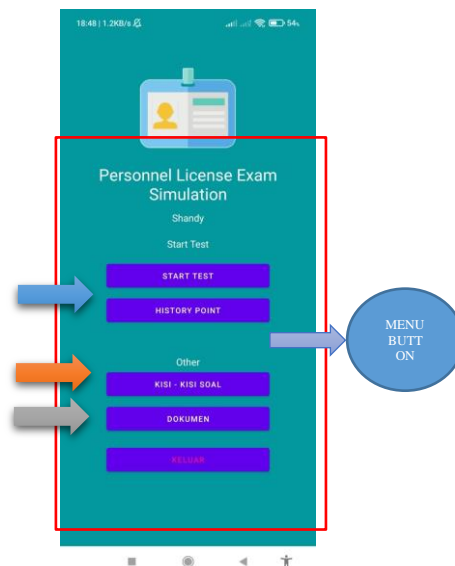 18:48 | 1.2KB/s
54%
Personnel License Exam
Simulation
Shandy
Start Test
START TEST
HISTORY POINT
Other
KISI - KISI SOAL
DOKUMEN
KELUAR
MENU
BUTT
ON